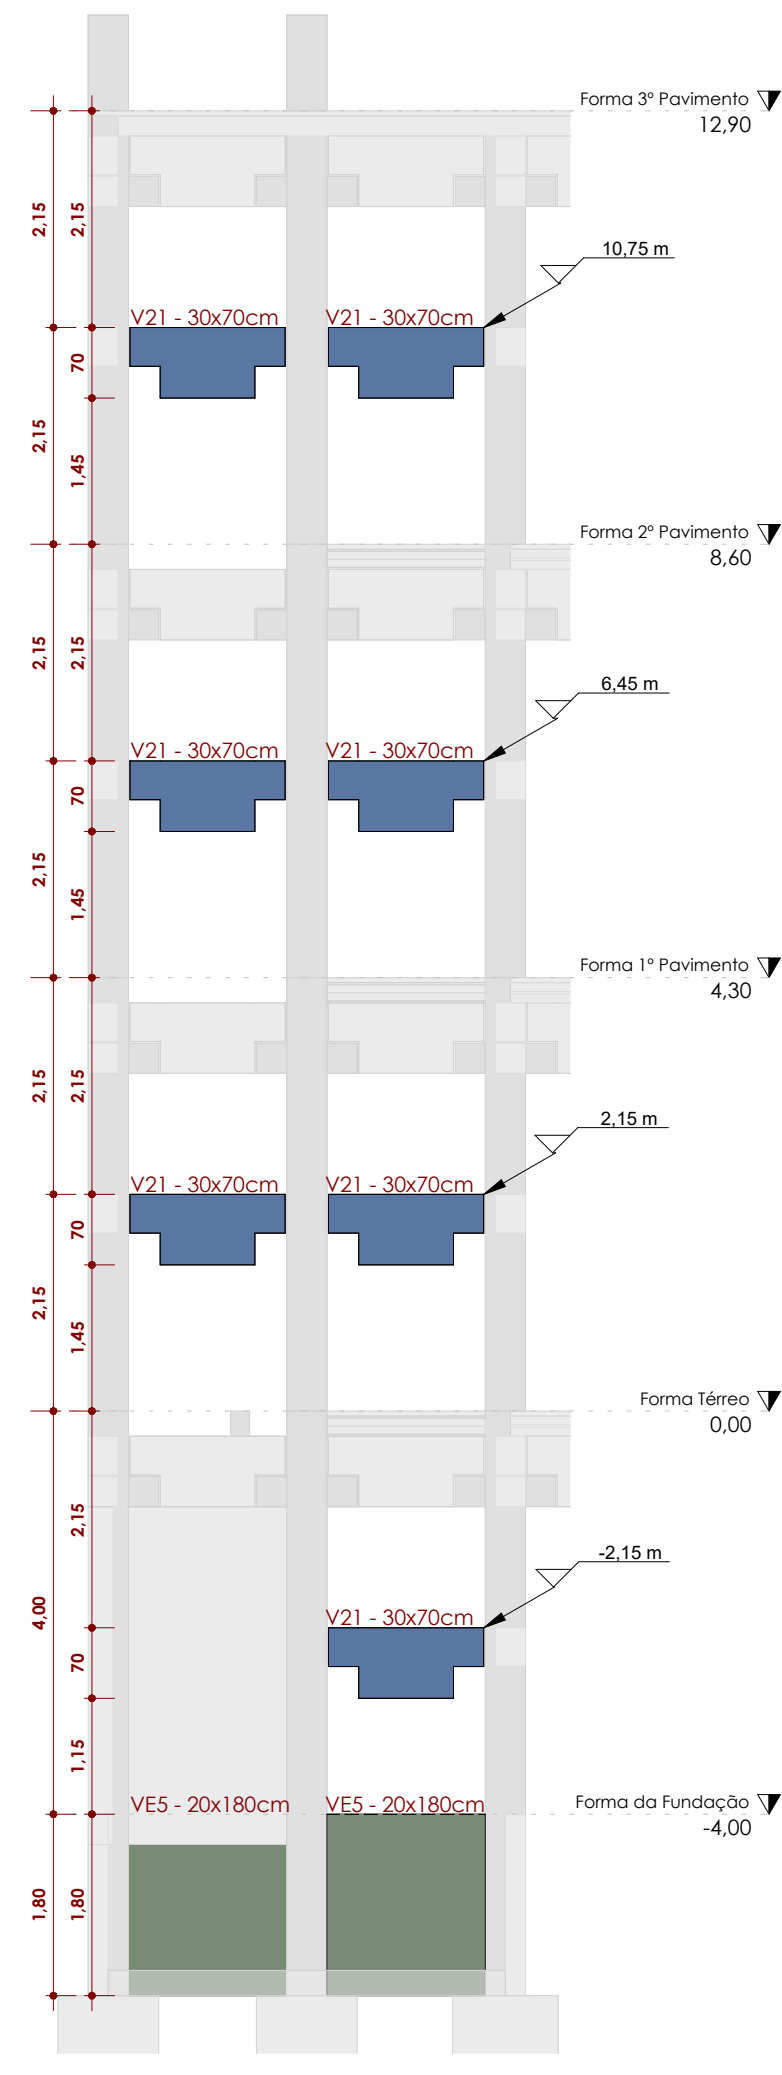 Forma 3º Pavimento
12,90
2,15
2,15
10,75 m
V21 - 30x70cm
V21 - 30x70cm
70
2,15
1,45
Forma 2º Pavimento
8,60
2,15
2,15
6,45 m
V21 - 30x70cm
V21 - 30x70cm
70
2,15
1,45
Forma 1º Pavimento
4,30
2,15
2,15
2,15 m
V21 - 30x70cm
V21 - 30x70cm
70
2,15
1,45
Forma Térreo
0,00
2,15
-2,15 m
4,00
V21 - 30x70cm
70
1,15
VE5 - 20x180cm
VE5 - 20x180cm
Forma da Fundação
-4,00
1,80
1,80